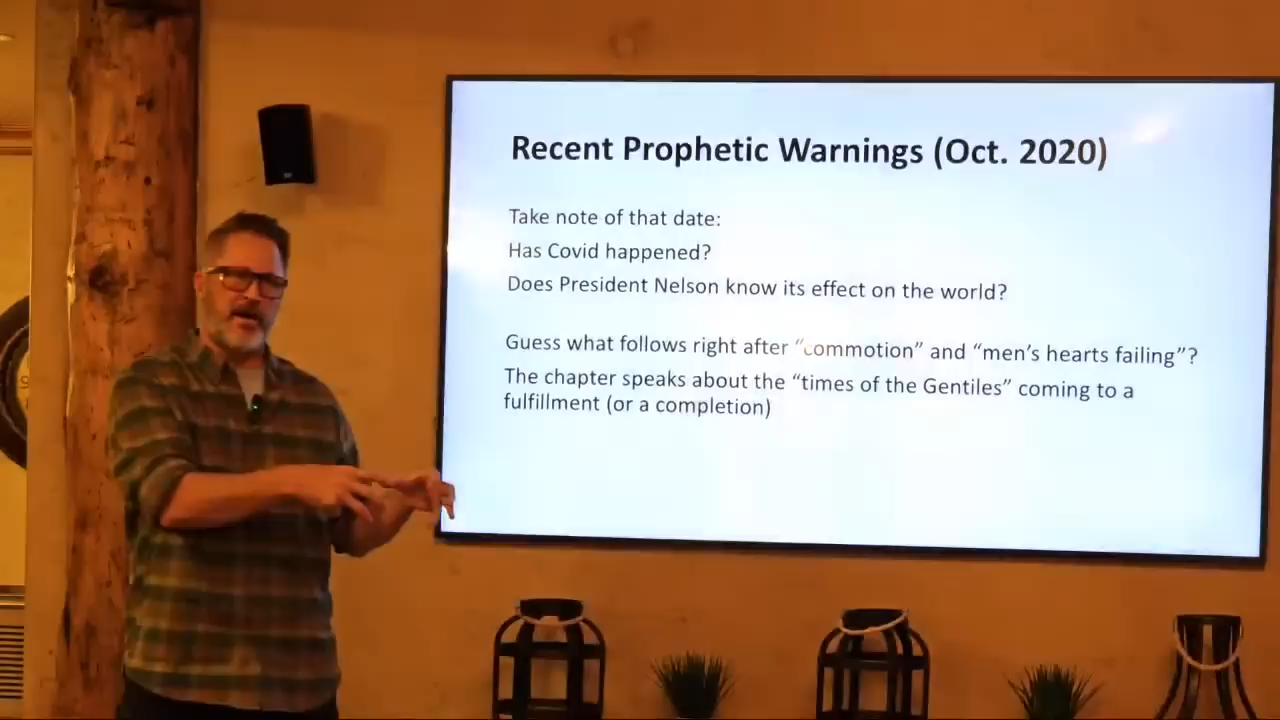 Recent Prophetic Warnings (Oct. 2020)
Take note of that date:
Has Covid happened?
Does President Nelson know its effect on the world?
Guess what follows right after “commotion” and “men’s hearts failing”?
The chapter speaks about the “times of the Gentiles” coming to a
fulfillment (or a completion)